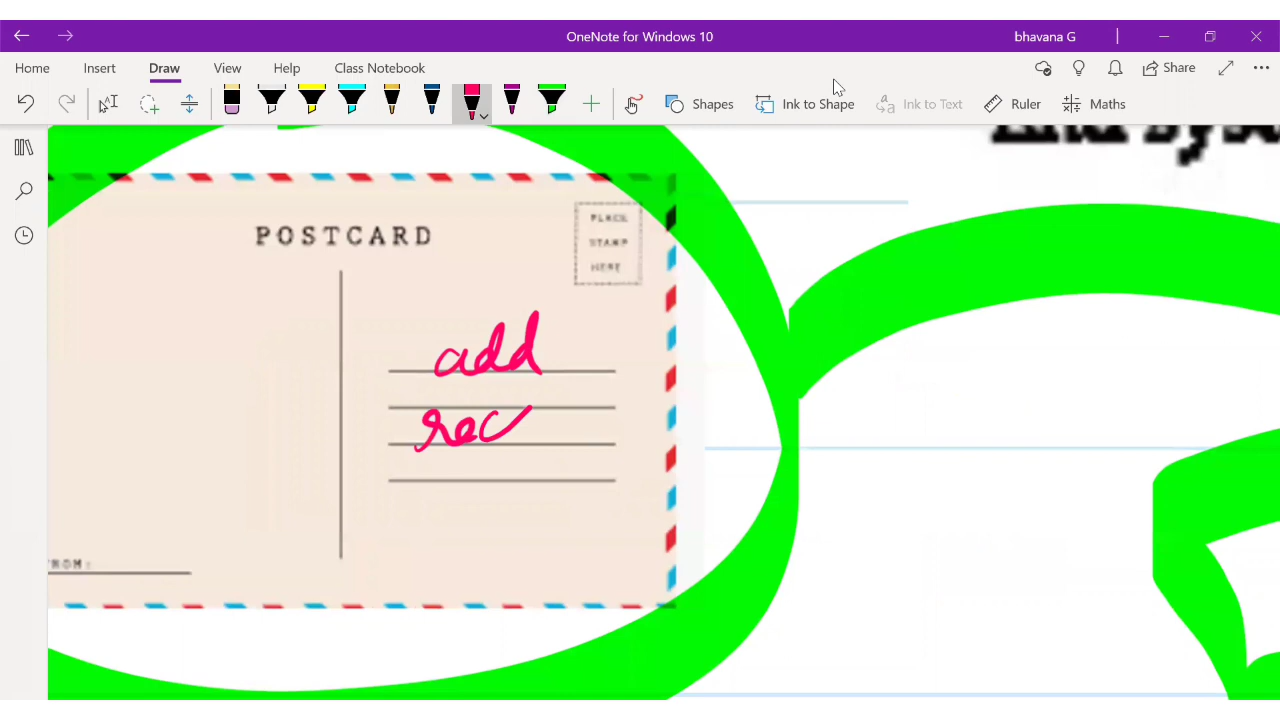 OneNote for Windows 10
bhavana G
Home
Insert
Draw
View
Help
Class Notebook
Share
Shapes
Ink to Shape
Ink to Text
Ruler
Maths
POSTCARD
PLACE
STAMP
HERE
add
rec